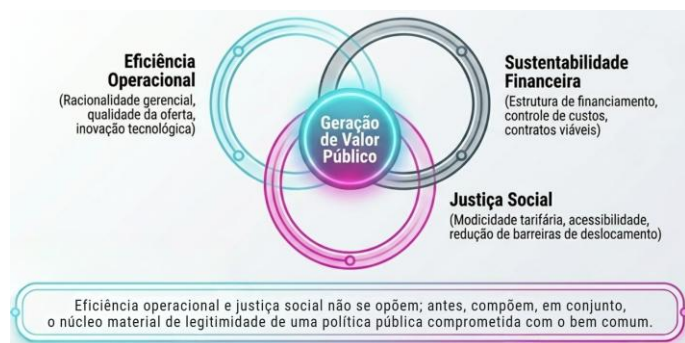 Eficiência
Operacional
(Racionalidade gerencial,
qualidade da oferta,
inovação tecnológica)
Sustentabilidade
Financeira
(Estrutura de financiamento,
controle de custos,
contratos viáveis)
Geração
de Valor
Público
Justiça Social
(Modicidade tarifária, acessibilidade,
redução de barreiras de deslocamento)
Eficiência operacional e justiça social não se opõem; antes, compõem, em conjunto,
o núcleo material de legitimidade de uma política pública comprometida com o bem comum.